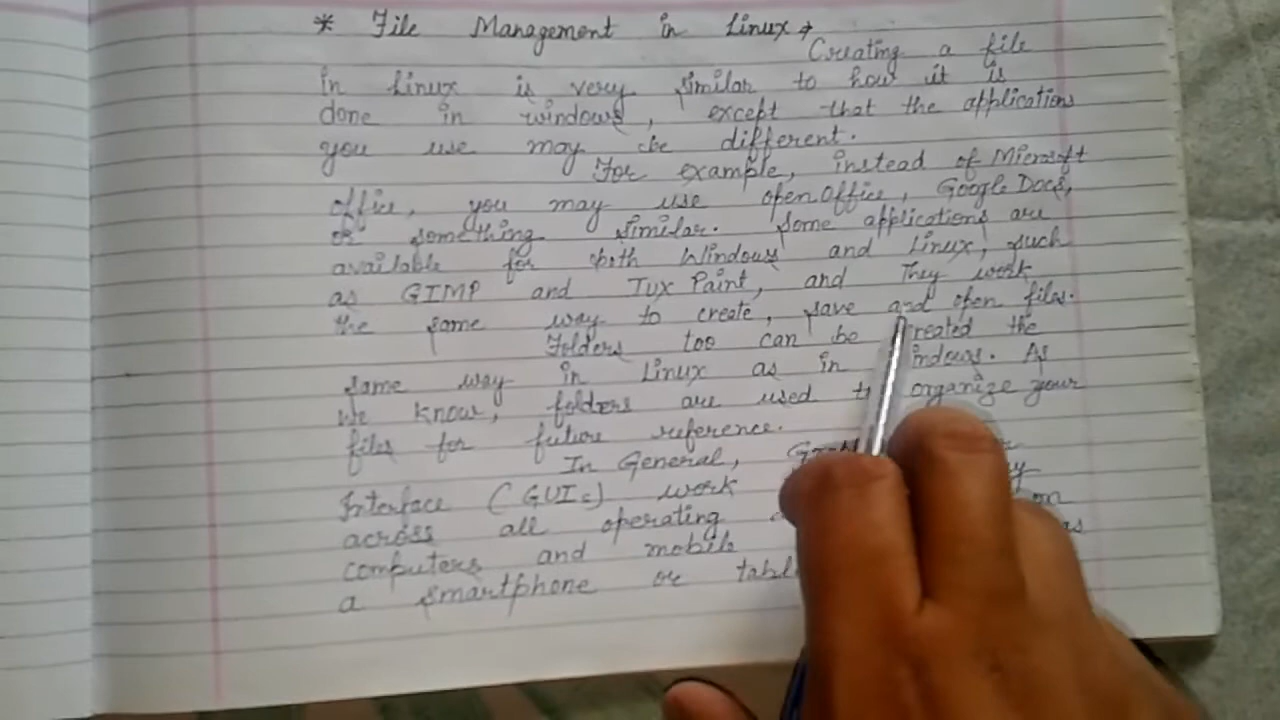 * File Management in Linux →
Creating a file
in Linux is very similar to how it is
done in windows, except that the applications
you use may be different.
For example, instead of Microsoft
office, you may use openOffice, Google Docs,
or something similar. Some applications are
available for both Windows and Linux, such
as GIMP and Tux Paint, and They work
the same way to create, save and open files.
Folders too can be created the
same way in Linux as in indows. As
we know, folders are used to organize your
files for future reference.
In General,
Interface (GUIs) work
across all operating on
computers and mobile as
a smartphone or